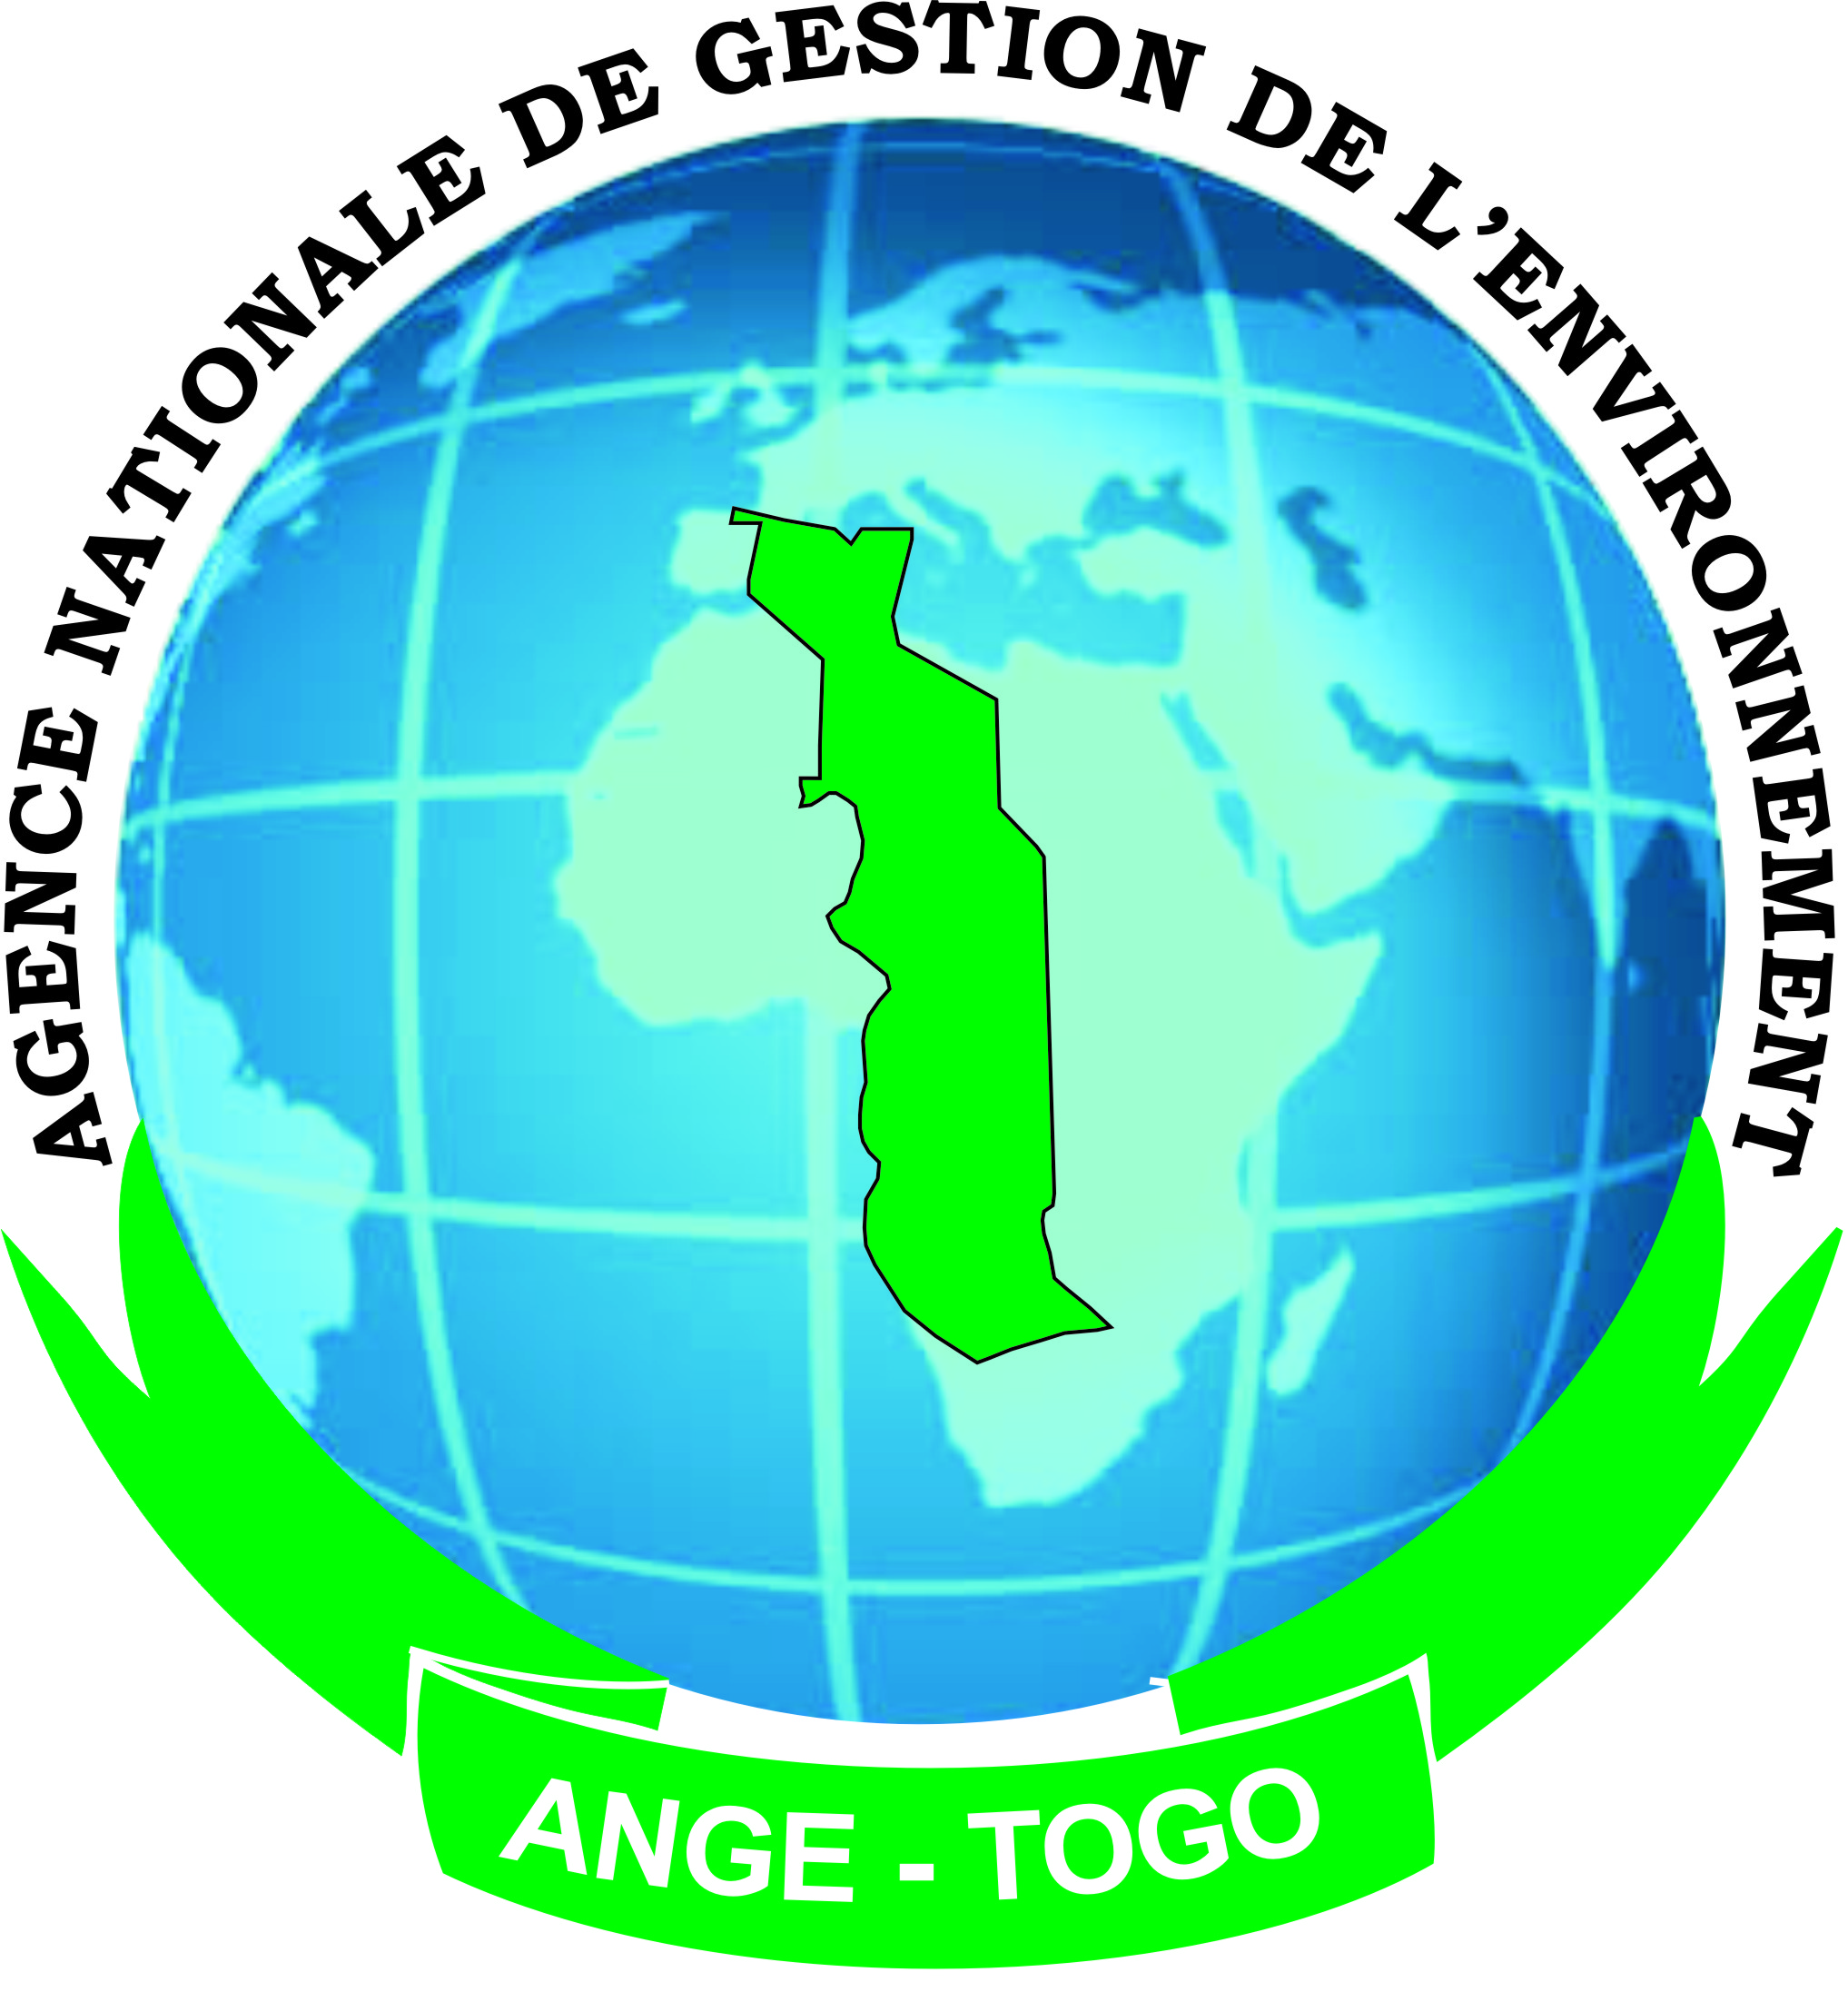 AGENCE NATIONALE DE GESTION DE L'ENVIRONNEMENT
ANGE - TOGO